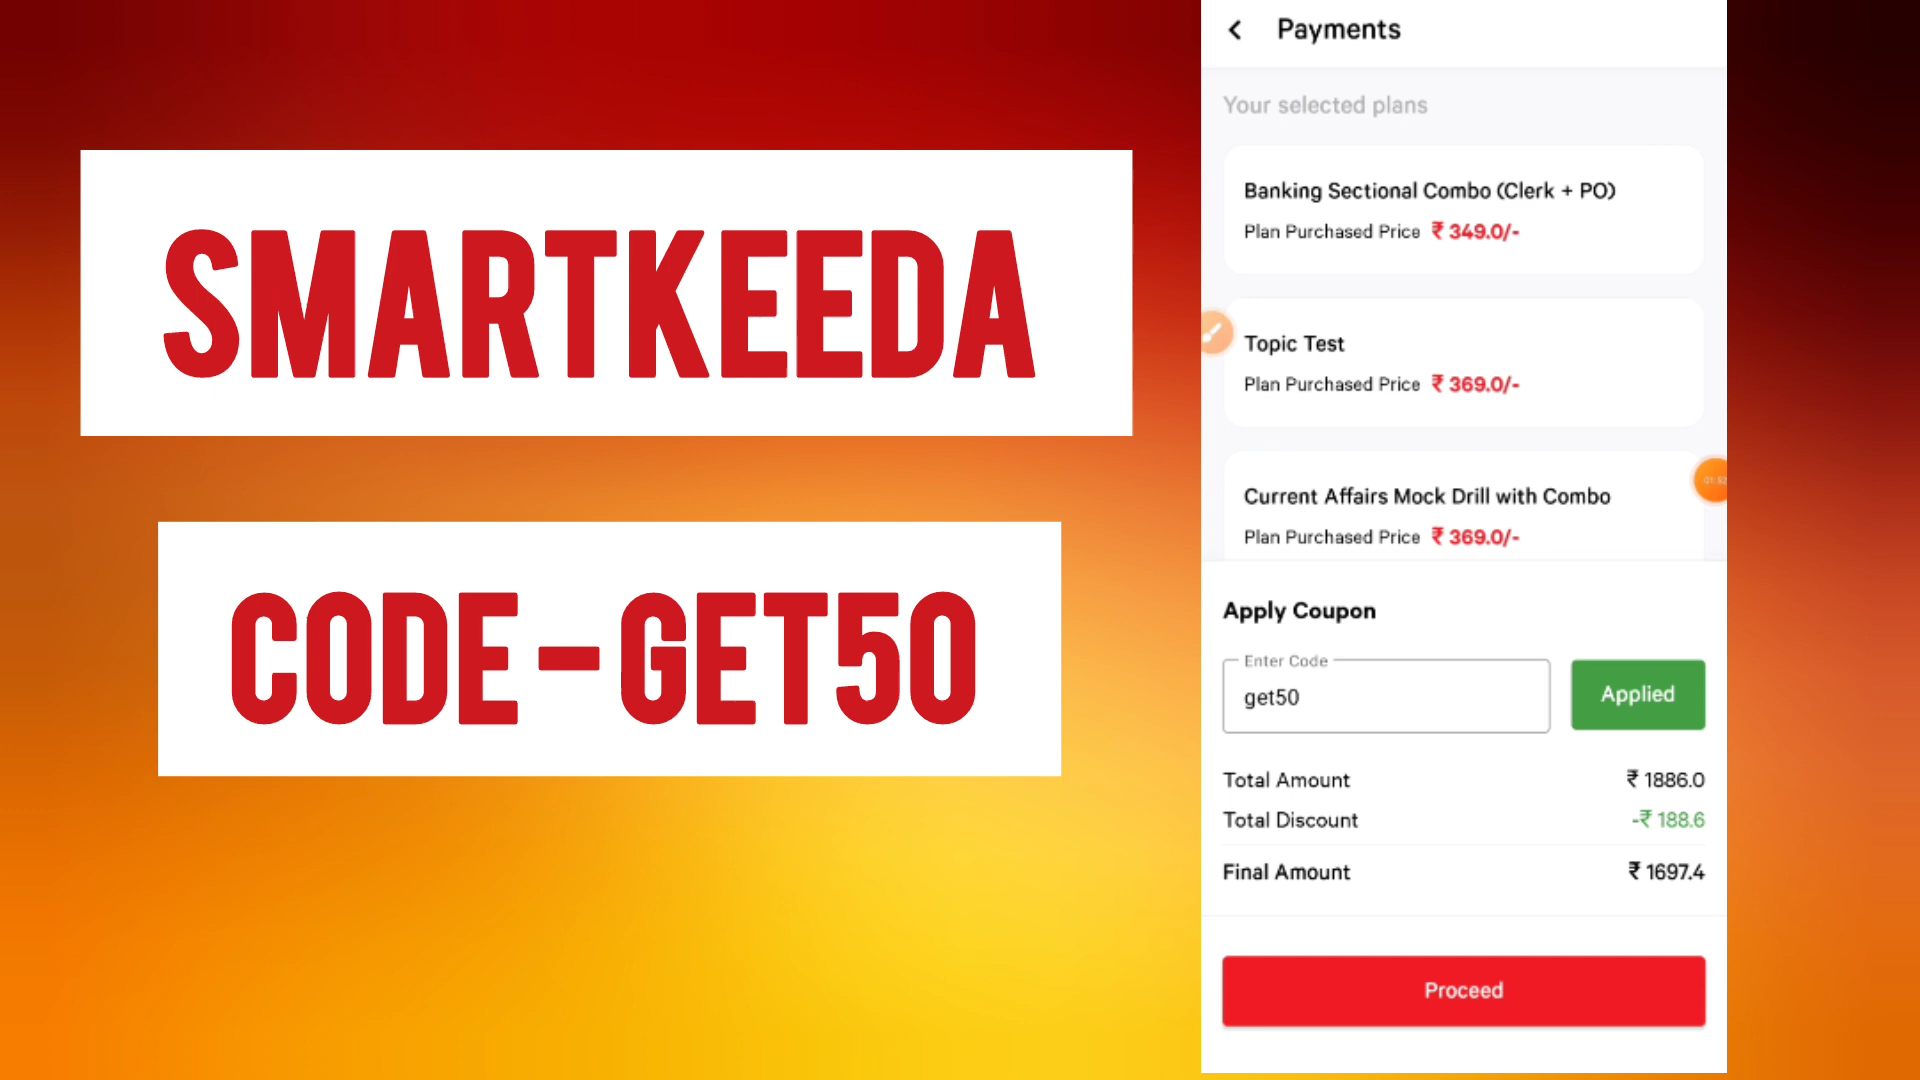 SMARTKEEDA
CODE-GET50
Payments
Your selected plans
Banking Sectional Combo (Clerk + PO)
Plan Purchased Price ₹ 349.0/-
Topic Test
Plan Purchased Price ₹ 369.0/-
Current Affairs Mock Drill with Combo
Plan Purchased Price ₹ 369.0/-
Apply Coupon
Enter Code
get50
Applied
Total Amount ₹ 1886.0
Total Discount -₹ 188.6
Final Amount ₹ 1697.4
Proceed